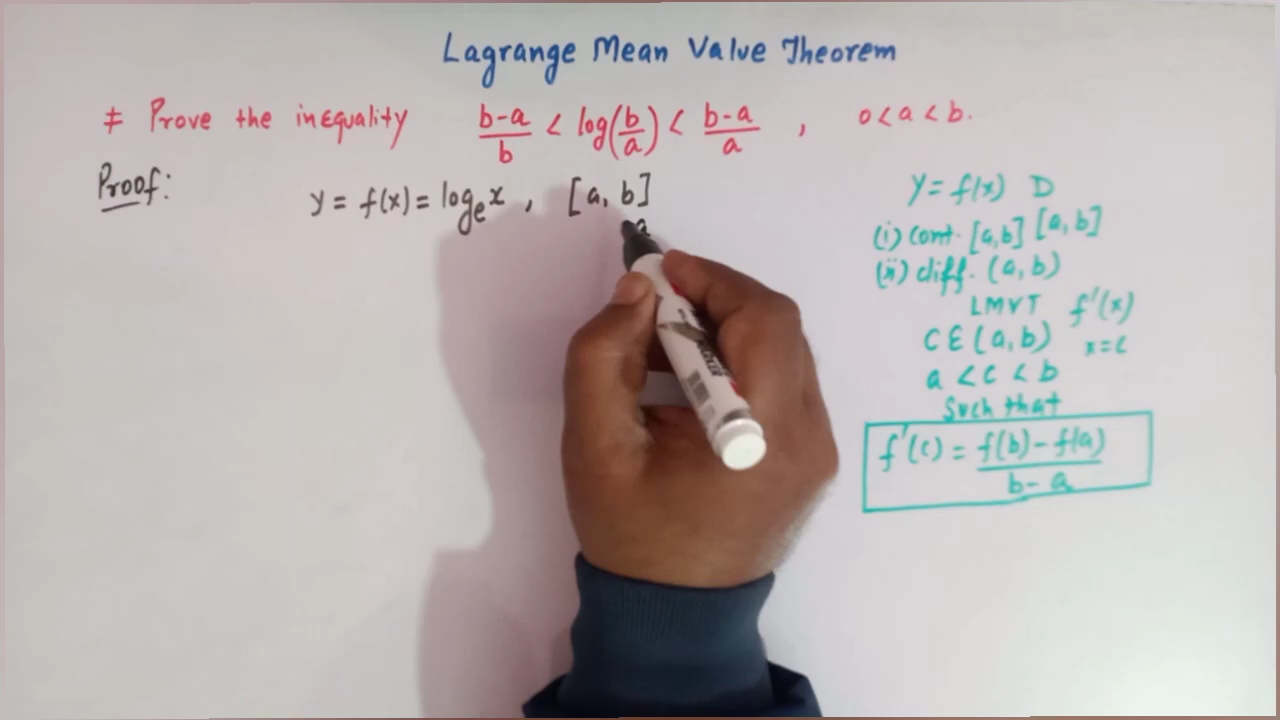 Lagrange Mean Value Theorem
# Prove the inequality b-a/b < log(b/a) < b-a/a , 0<a<b.
Proof: y = f(x) = logₑx , [a, b]
a
y = f(x) D
(i) cont. [a,b] [a,b]
(ii) diff. (a,b)
LMVT f'(x)
C ∈ (a,b) x=c
a < c < b
Such that
f'(c) = f(b) - f(a)/b - a